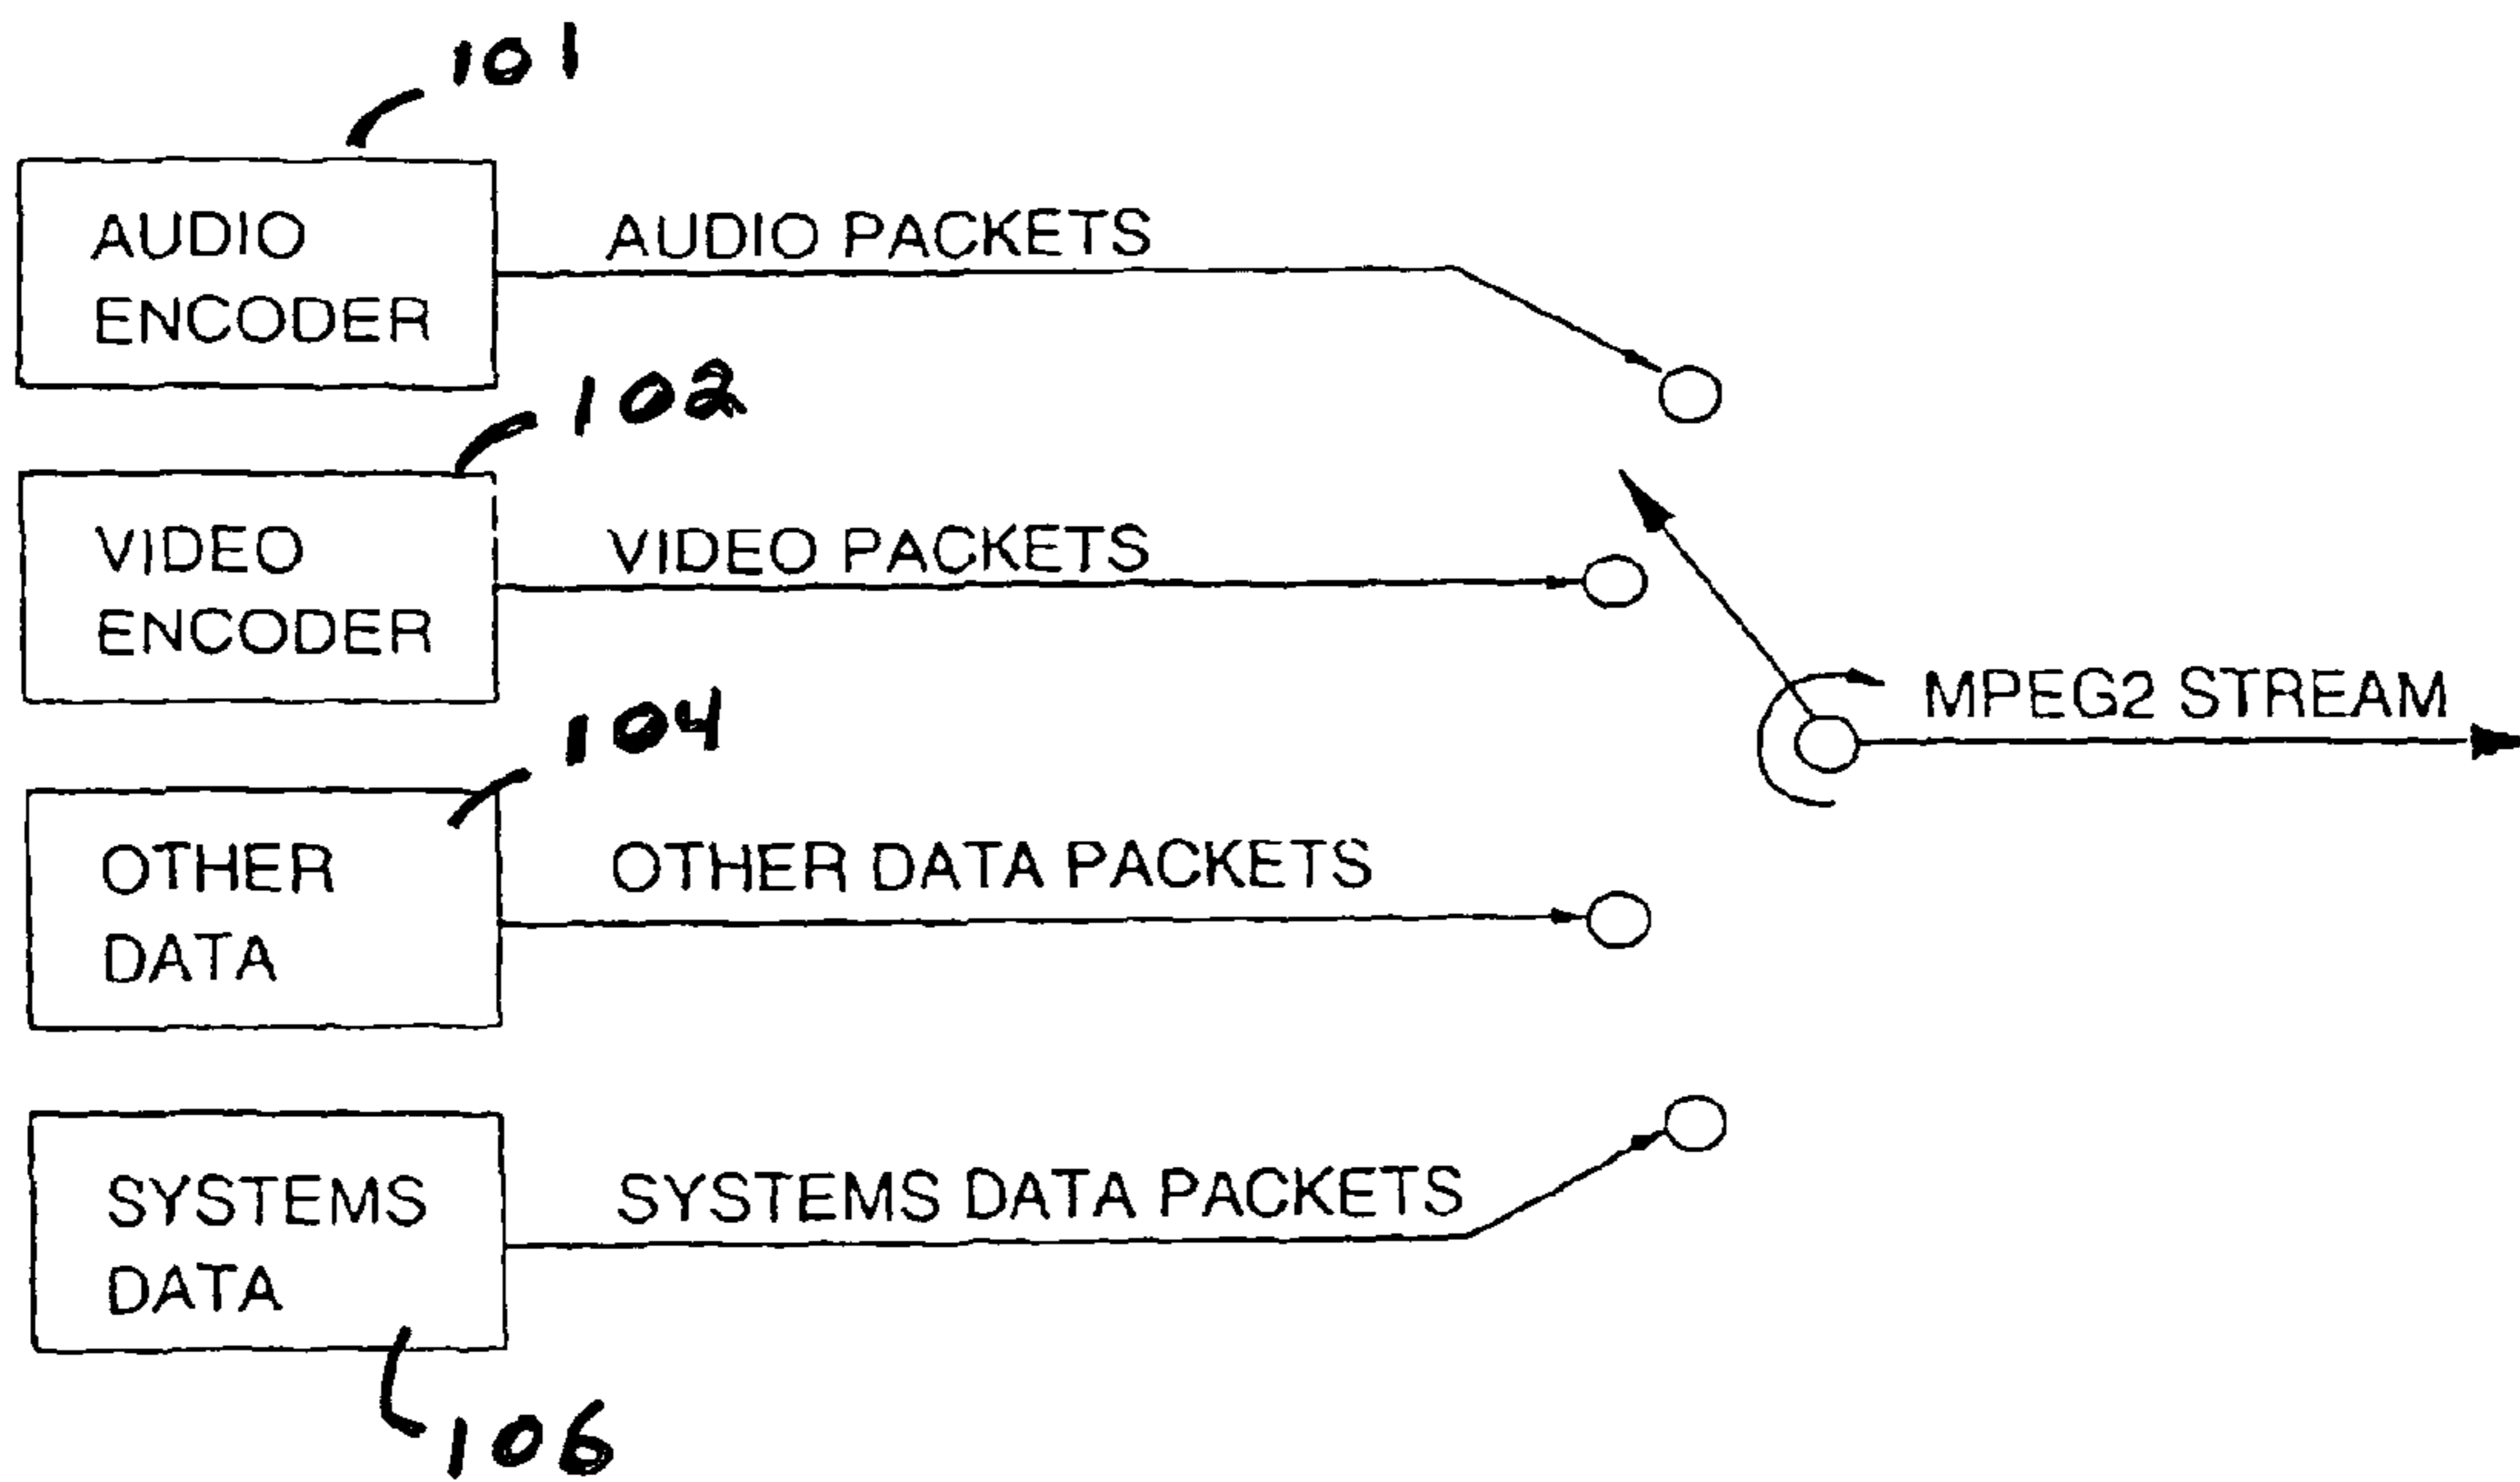 101
AUDIO
ENCODER
AUDIO PACKETS
102
VIDEO
ENCODER
VIDEO PACKETS
MPEG2 STREAM
104
OTHER
DATA
OTHER DATA PACKETS
SYSTEMS
DATA
SYSTEMS DATA PACKETS
106